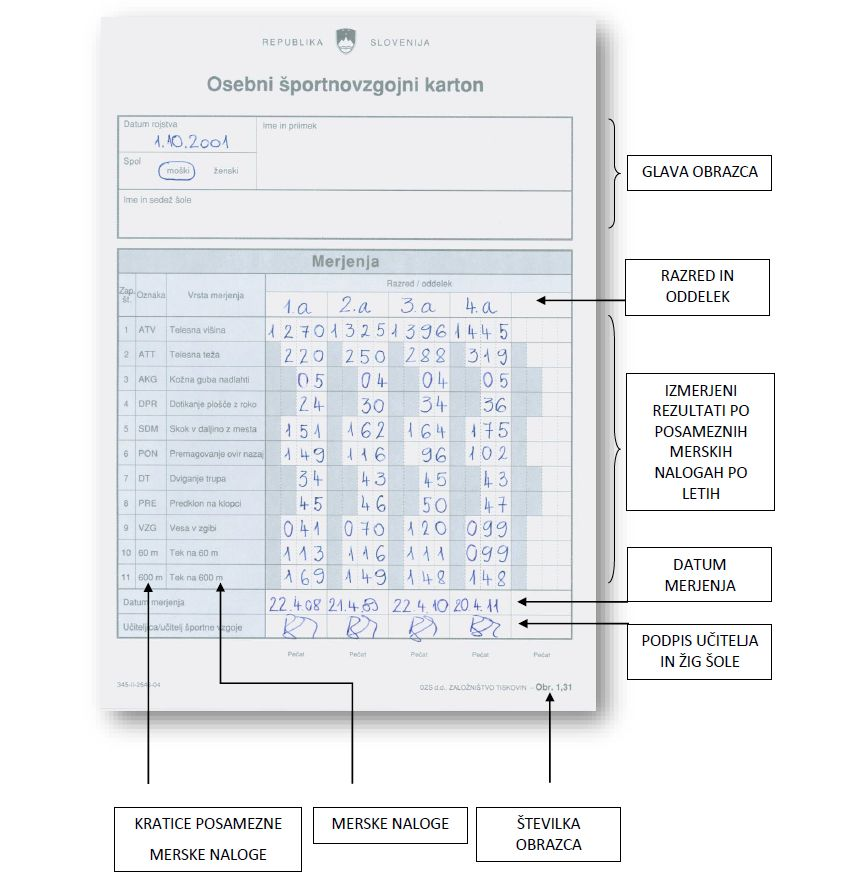 REPUBLIKA SLOVENIJA
Osebni športnovzgojni karton
Datum rojstva
1.10.2001
Ime in priimek
Spol
moški ženski
Ime in sedež šole
GLAVA OBRAZCA
Merjenja
Zap. št. Oznaka Vrsta merjenja Razred / oddelek
1.a 2.a 3.a 4.a
RAZRED IN
ODDELEK
1 ATV Telesna višina 1270 1325 1396 1445
2 ATT Telesna teža 220 250 288 319
3 AKG Kožna guba nadlahti 05 04 04 05
4 DPR Dotikanje plošče z roko 24 30 34 36
5 SDM Skok v daljino z mesta 151 162 164 175
6 PON Premagovanje ovir nazaj 149 116 96 102
7 DT Dviganje trupa 34 43 45 43
8 PRE Predklon na klopci 45 46 50 47
9 VZG Vesa v zgibi 041 070 120 099
10 60 m Tek na 60 m 113 116 111 099
11 600 m Tek na 600 m 169 149 148 148
IZMERJENI
REZULTATI PO
POSAMEZNIH
MERSKIH
NALOGAH PO
LETIH
Datum merjenja 22.4.08 21.4.09 22.4.10 20.4.11
DATUM
MERJENJA
Učiteljica/učitelj športne vzgoje
PODPIS UČITELJA
IN ŽIG ŠOLE
Pečat Pečat Pečat Pečat Pečat
DZS d.d., ZALOŽNIŠTVO TISKOVIN – Obr. 1,31
KRATICE POSAMEZNE
MERSKE NALOGE
MERSKE NALOGE
ŠTEVILKA
OBRAZCA